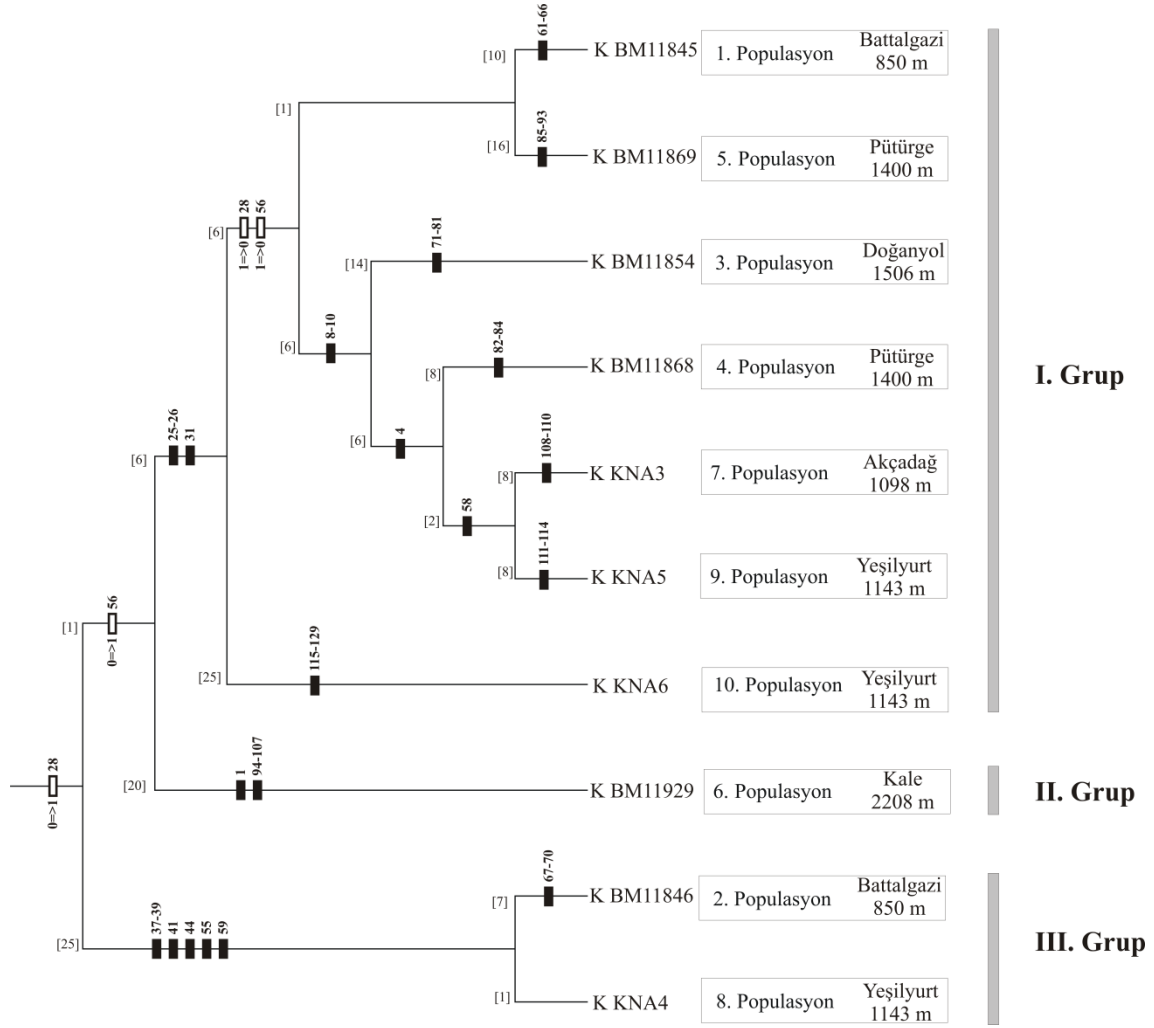 61-66
[10]
K BM11845
1. Populasyon
Battalgazi
850 m
[1]
85-93
[16]
K BM11869
5. Populasyon
Pütürge
1400 m
28
56
[6]
1=>0
1=>0
71-81
[14]
K BM11854
3. Populasyon
Doğanyol
1506 m
8-10
[6]
82-84
[8]
K BM11868
4. Populasyon
Pütürge
1400 m
I. Grup
4
[6]
25-26
31
[6]
108-110
[8]
K KNA3
7. Populasyon
Akçadağ
1098 m
58
[2]
111-114
[8]
K KNA5
9. Populasyon
Yeşilyurt
1143 m
56
[1]
0=>1
115-129
[25]
K KNA6
10. Populasyon
Yeşilyurt
1143 m
28
0=>1
1
94-107
[20]
K BM11929
6. Populasyon
Kale
2208 m
II. Grup
67-70
[7]
K BM11846
2. Populasyon
Battalgazi
850 m
37-39
41
44
55
59
[25]
III. Grup
[1]
K KNA4
8. Populasyon
Yeşilyurt
1143 m